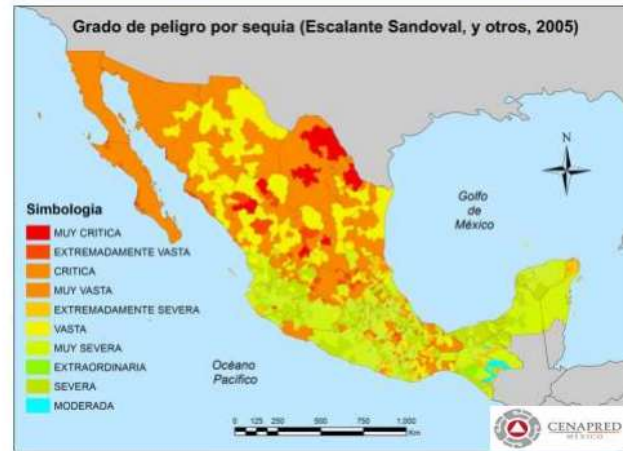 Grado de peligro por sequia (Escalante Sandoval, y otros, 2005)
N
Golfo
de
México
Simbologia
MUY CRITICA
EXTREMADAMENTE VASTA
CRITICA
MUY VASTA
EXTREMADAMENTE SEVERA
VASTA
MUY SEVERA
EXTRAORDINARIA
SEVERA
MODERADA
Océano
Pacífico
0 125 250 500 750 1,000
Km
CENAPRED
MÉXICO